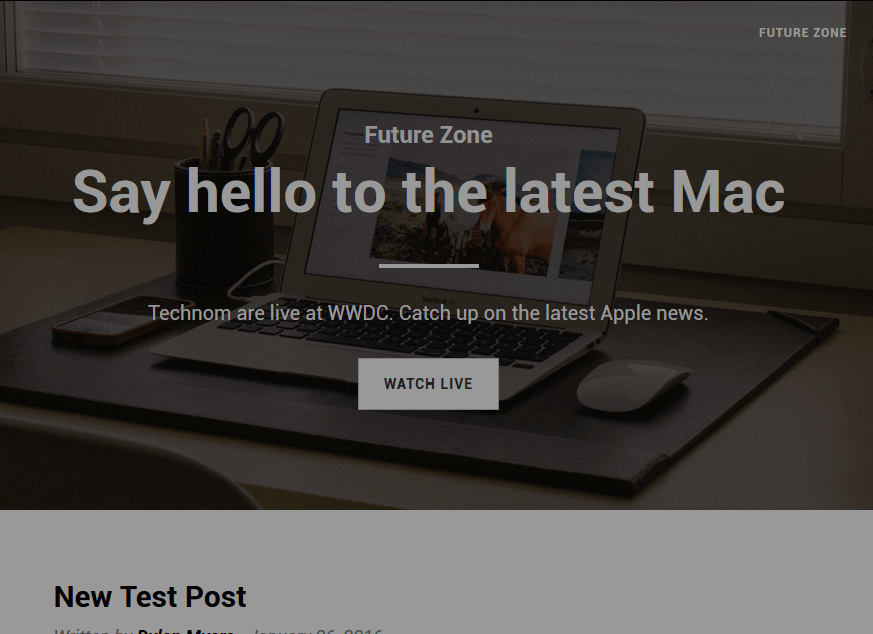 FUTURE ZONE
Future Zone
Say hello to the latest Mac
Technom are live at WWDC. Catch up on the latest Apple news.
WATCH LIVE
New Test Post
Written by Dylan Myers - January 26, 2016